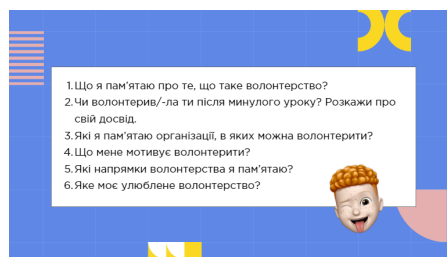 1. Що я пам'ятаю про те, що таке волонтерство?
2. Чи волонтерив/-ла ти після минулого уроку? Розкажи про
свій досвід.
3. Які я пам'ятаю організації, в яких можна волонтерити?
4. Що мене мотивує волонтерити?
5. Які напрямки волонтерства я пам'ятаю?
6. Яке моє улюблене волонтерство?